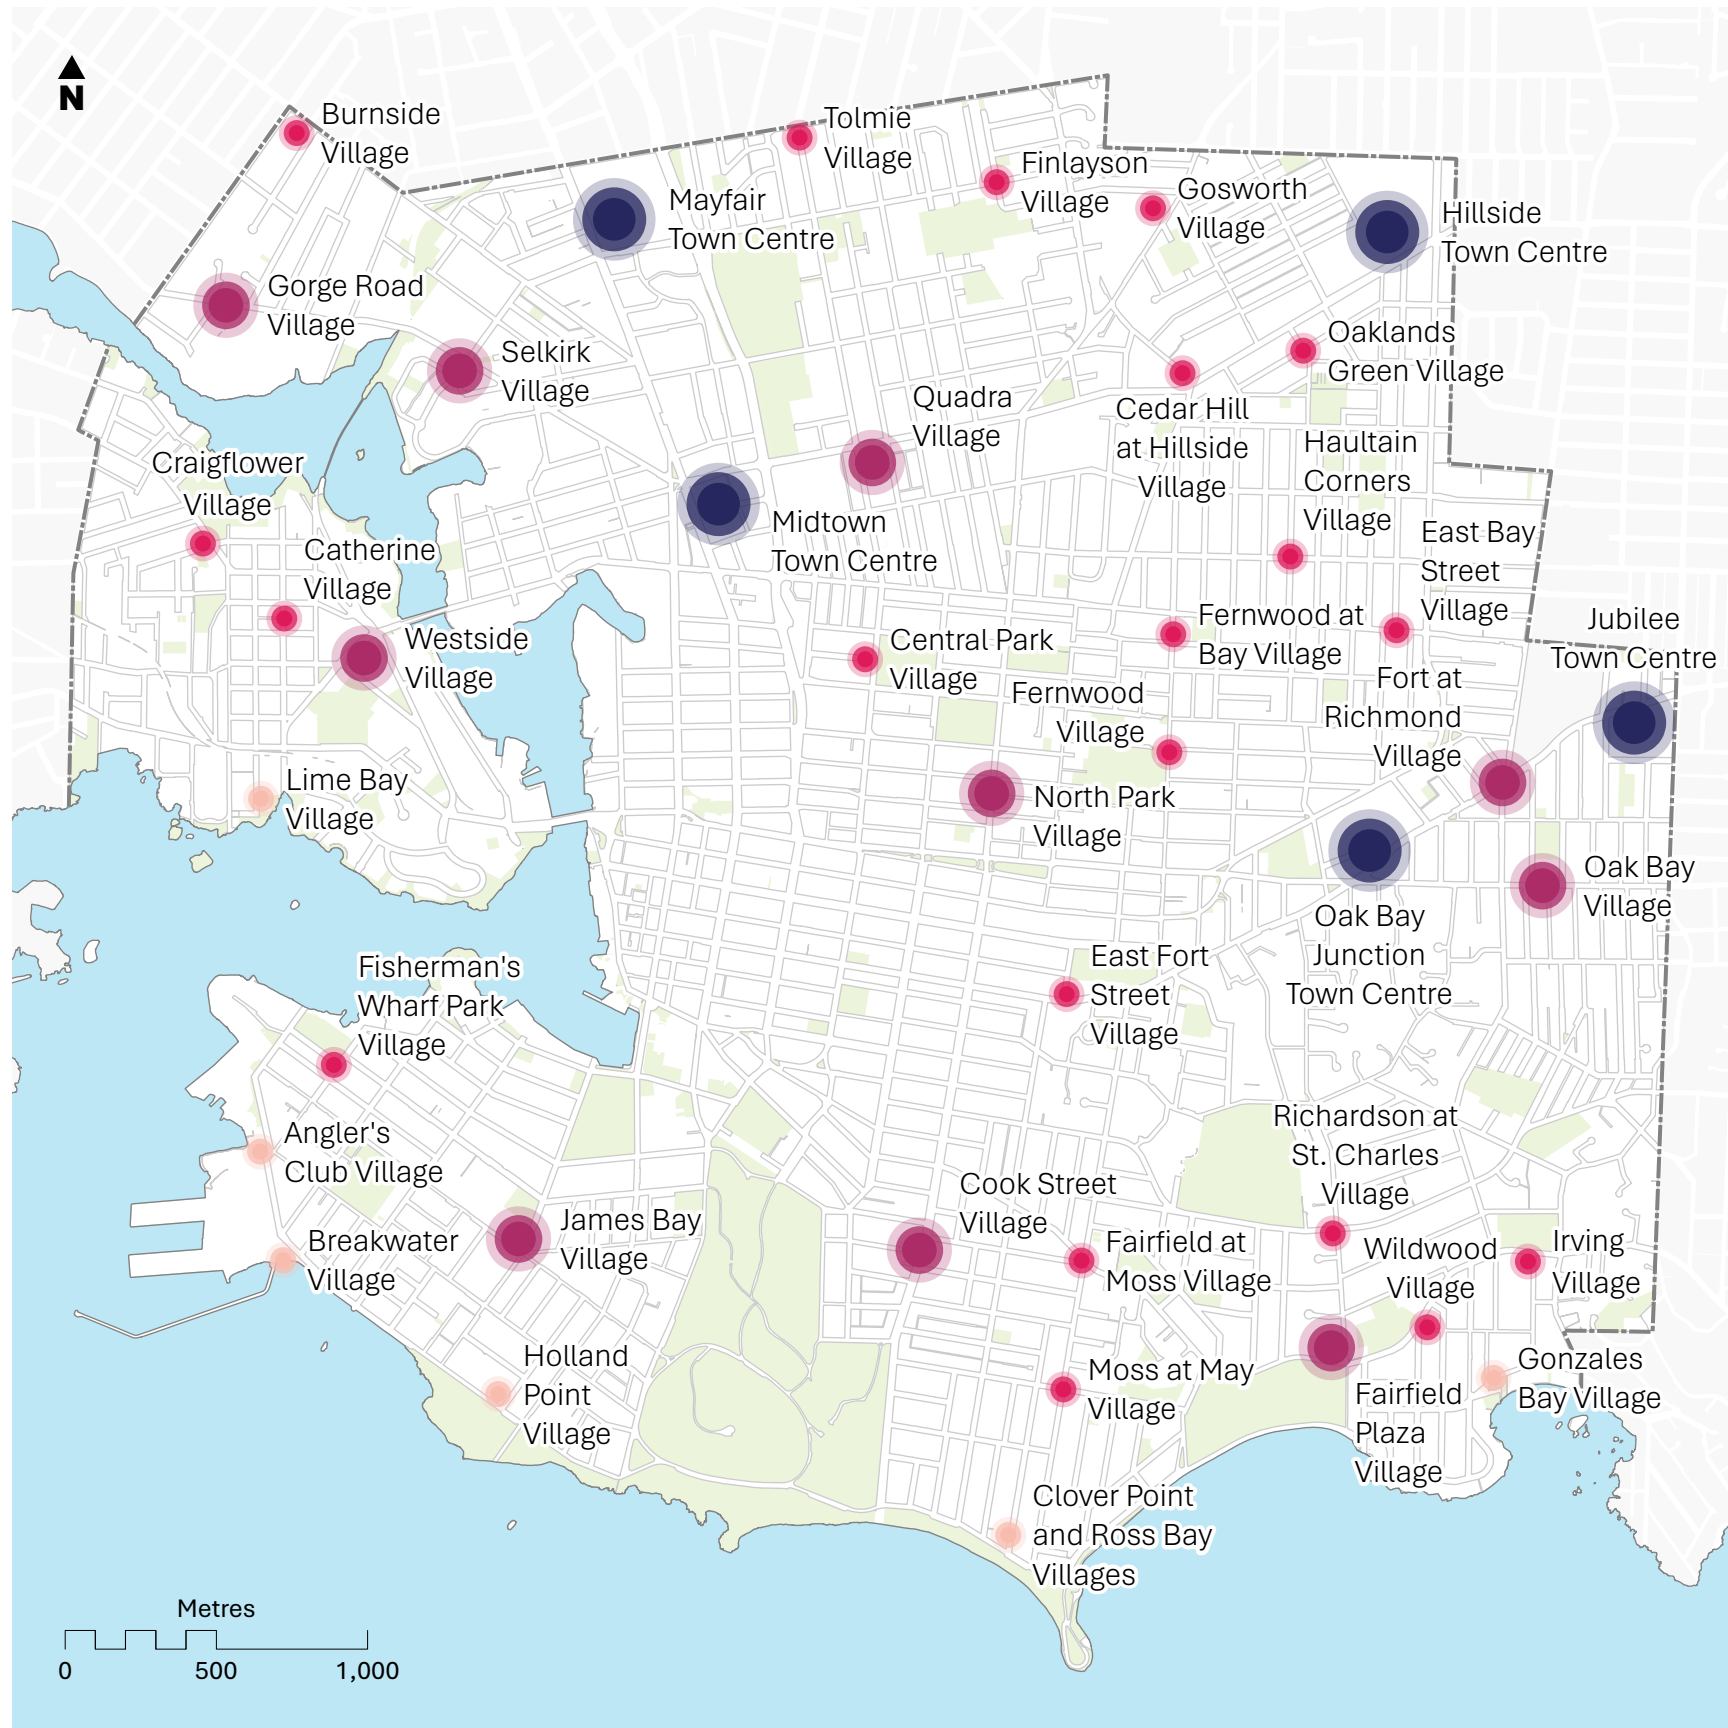 N
Burnside
Village
Tolmie
Village
Finlayson
Village
Gosworth
Village
Mayfair
Town Centre
Hillside
Town Centre
Gorge Road
Village
Selkirk
Village
Oaklands
Green Village
Quadra
Village
Cedar Hill
at Hillside
Village
Haultain
Corners
Village
Craigflower
Village
Midtown
Town Centre
East Bay
Street
Village
Catherine
Village
Westside
Village
Central Park
Village
Fernwood at
Bay Village
Jubilee
Town Centre
Fernwood
Village
Fort at
Richmond
Village
Lime Bay
Village
North Park
Village
Oak Bay
Village
Oak Bay
Junction
Town Centre
East Fort
Street
Village
Fisherman's
Wharf Park
Village
Angler's
Club Village
Richardson at
St. Charles
Village
Cook Street
Village
James Bay
Village
Breakwater
Village
Fairfield at
Moss Village
Wildwood
Village
Irving
Village
Holland
Point
Village
Moss at May
Village
Fairfield
Plaza
Village
Gonzales
Bay Village
Clover Point
and Ross Bay
Villages
Metres
0 500 1,000